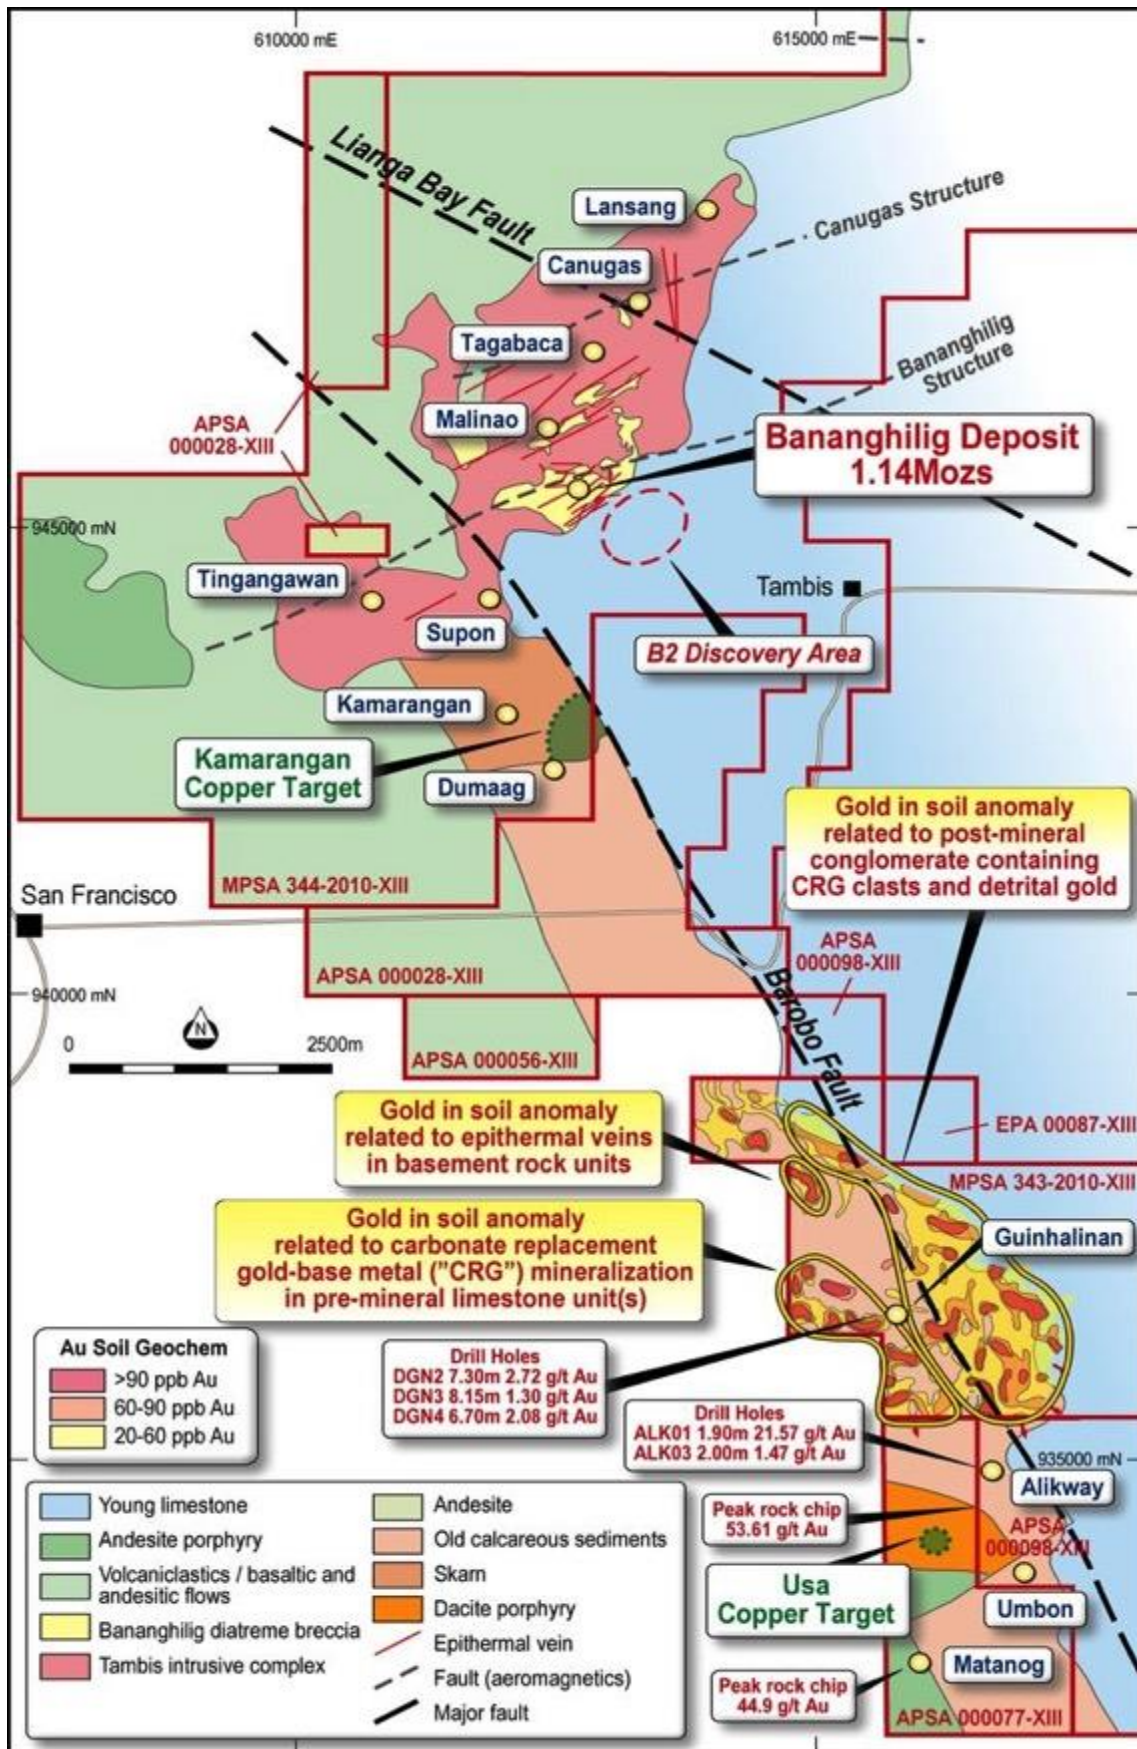 610000 mE
615000 mE
Lianga Bay Fault
Lansang
Canugas Structure
Canugas
Tagabaca
Bananghilig
Structure
APSA
000028-XIII
Malinao
Bananghilig Deposit
1.14Mozs
945000 mN
Tingangawan
Tambis
Supon
B2 Discovery Area
Kamarangan
Kamarangan
Copper Target
Dumaag
Gold in soil anomaly
related to post-mineral
conglomerate containing
CRG clasts and detrital gold
MPSA 344-2010-XIII
San Francisco
APSA
000098-XIII
APSA 000028-XIII
940000 mN
Barobo Fault
N
0
2500m
APSA 000056-XIII
Gold in soil anomaly
related to epithermal veins
in basement rock units
EPA 00087-XIII
MPSA 343-2010-XIII
Gold in soil anomaly
related to carbonate replacement
gold-base metal ("CRG") mineralization
in pre-mineral limestone unit(s)
Guinhalinan
Au Soil Geochem
>90 ppb Au
60-90 ppb Au
20-60 ppb Au
Drill Holes
DGN2 7.30m 2.72 g/t Au
DGN3 8.15m 1.30 g/t Au
DGN4 6.70m 2.08 g/t Au
Drill Holes
ALK01 1.90m 21.57 g/t Au
ALK03 2.00m 1.47 g/t Au
935000 mN
Alikway
Peak rock chip
53.61 g/t Au
APSA
000098-XIII
Usa
Copper Target
Umbon
Matanog
Peak rock chip
44.9 g/t Au
APSA 000077-XIII
Young limestone
Andesite porphyry
Volcaniclastics / basaltic and
andesitic flows
Bananghilig diatreme breccia
Tambis intrusive complex
Andesite
Old calcareous sediments
Skarn
Dacite porphyry
Epithermal vein
Fault (aeromagnetics)
Major fault